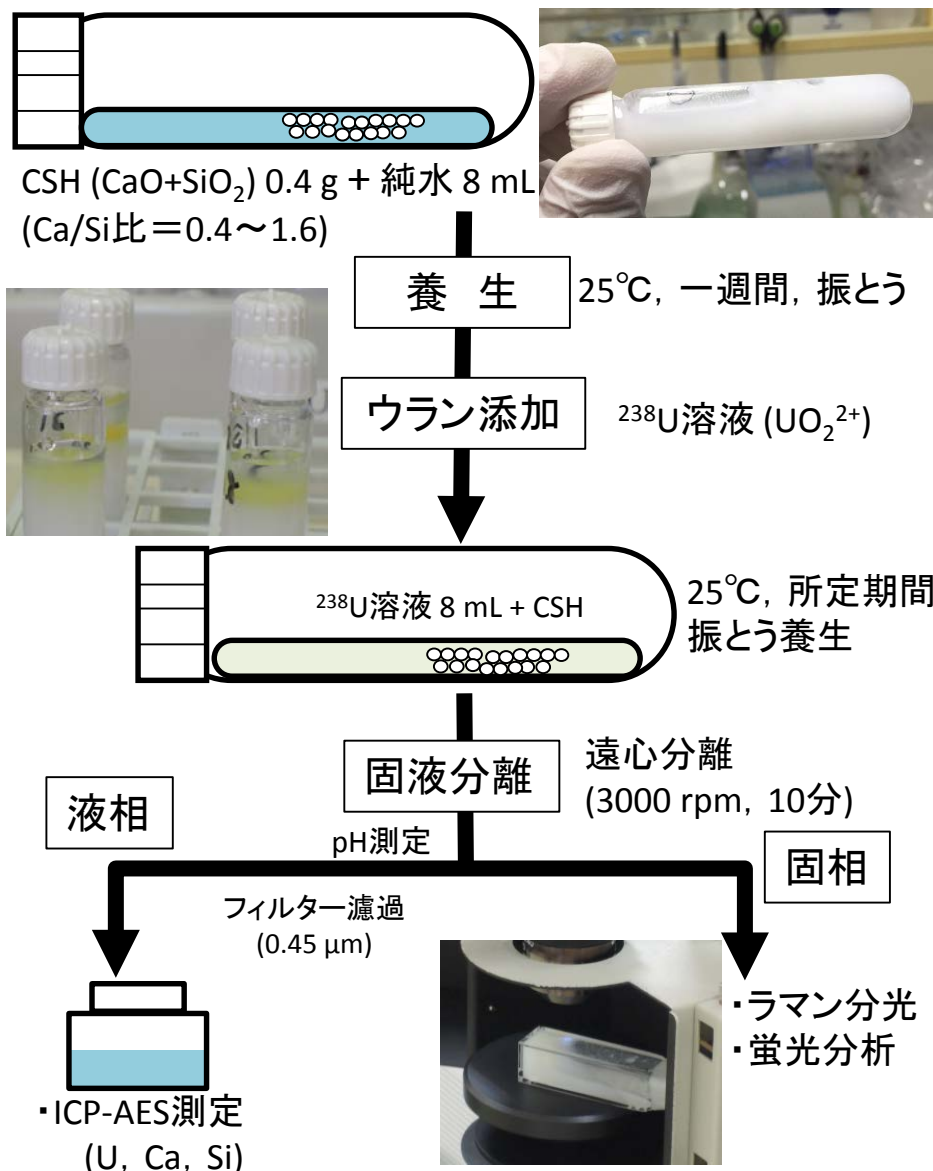 CSH (CaO+SiO₂) 0.4 g + 純水 8 mL
(Ca/Si比＝0.4～1.6)
養 生
25℃, 一週間, 振とう
ウラン添加
²³⁸U溶液 (UO₂²⁺)
16
²³⁸U溶液 8 mL + CSH
25℃, 所定期間
振とう養生
固液分離
遠心分離
(3000 rpm, 10分)
液相
pH測定
固相
フィルター濾過
(0.45 μm)
・ラマン分光
・蛍光分析
・ICP-AES測定
(U, Ca, Si)